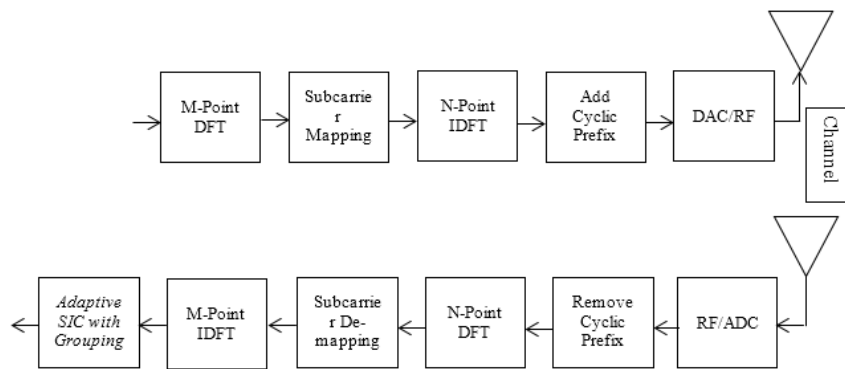 M-Point
DFT
Subcarrie
r
Mapping
N-Point
IDFT
Add
Cyclic
Prefix
DAC/RF
Channel
Adaptive
SIC with
Grouping
M-Point
IDFT
Subcarrie
r De-
mapping
N-Point
DFT
Remove
Cyclic
Prefix
RF/ADC